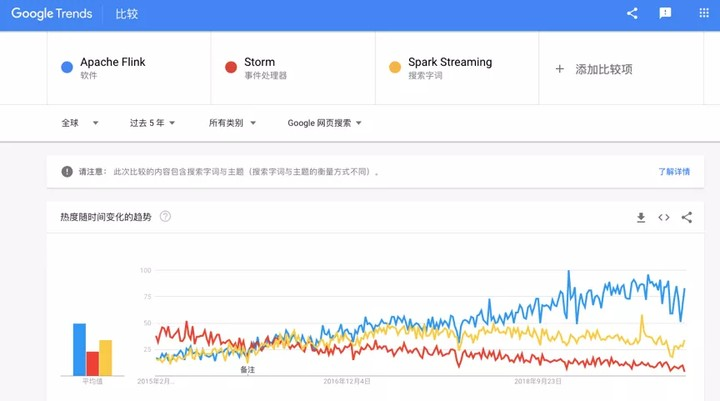 Google Trends 比较
Apache Flink
软件
Storm
事件处理器
Spark Streaming
搜索字词
+ 添加比较项
全球 过去 5 年 所有类别 Google 网页搜索
请注意： 此次比较的内容包含搜索字词与主题（搜索字词与主题的衡量方式不同）。 了解详情
热度随时间变化的趋势
100
75
50
25
备注
平均值 2015年2月… 2016年12月4日 2018年9月23日